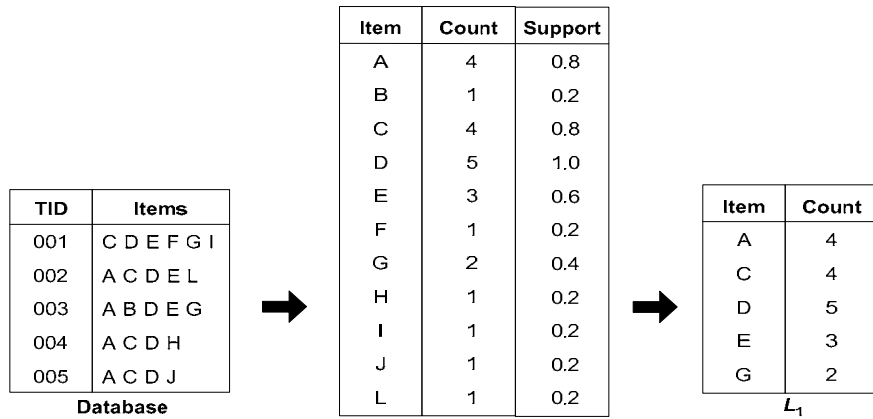 TID Items
001 C D E F G I
002 A C D E L
003 A B D E G
004 A C D H
005 A C D J
Database
Item Count Support
A 4 0.8
B 1 0.2
C 4 0.8
D 5 1.0
E 3 0.6
F 1 0.2
G 2 0.4
H 1 0.2
I 1 0.2
J 1 0.2
L 1 0.2
Item Count
A 4
C 4
D 5
E 3
G 2
L1